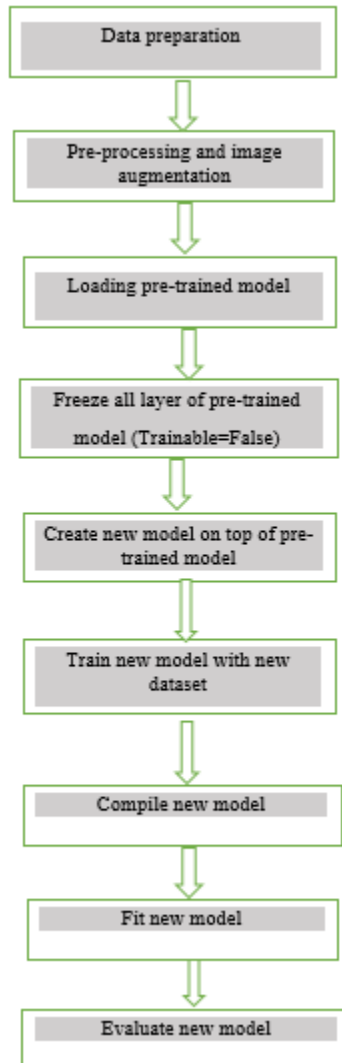 Data preparation
Pre-processing and image
augmentation
Loading pre-trained model
Freeze all layer of pre-trained
model (Trainable=False)
Create new model on top of pre-
trained model
Train new model with new
dataset
Compile new model
Fit new model
Evaluate new model